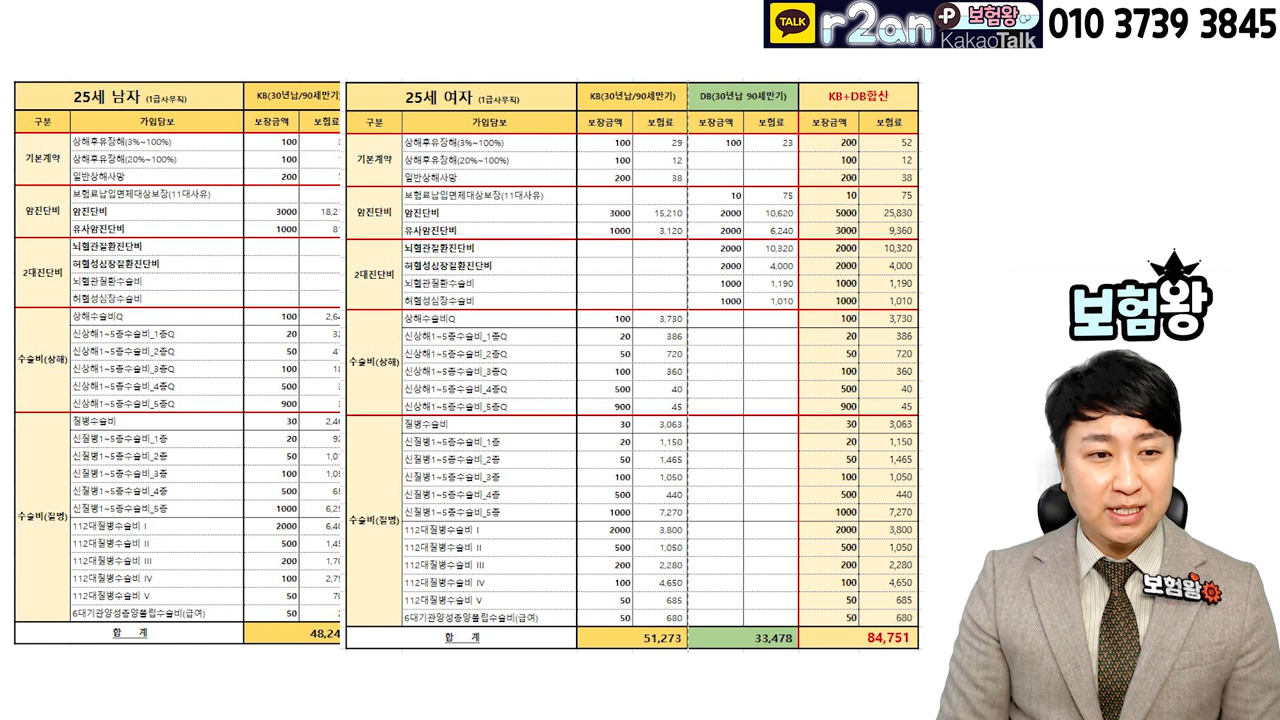 TALK r2an P 보험왕 KakaoTalk 010 3739 3845
25세 남자 (1급사무직) KB(30년납/90세만기)
구분 가입담보 보장금액 보험료
기본계약
상해후유장해(3%~100%) 100
상해후유장해(20%~100%) 100
일반상해사망 200
암진단비
보험료납입면제대상보장(11대사유)
암진단비 3000 18,2
유사암진단비 1000
2대진단비
뇌혈관질환진단비
허혈성심장질환진단비
뇌혈관질환수술비
허혈성심장수술비
수술비(상해)
상해수술비Q 100 2,6
신상해1~5종수술비_1종Q 20
신상해1~5종수술비_2종Q 50
신상해1~5종수술비_3종Q 100
신상해1~5종수술비_4종Q 500
신상해1~5종수술비_5종Q 900
수술비(질병)
질병수술비 30 2,4
신질병1~5종수술비_1종 20
신질병1~5종수술비_2종 50 1,0
신질병1~5종수술비_3종 100 1,0
신질병1~5종수술비_4종 500
신질병1~5종수술비_5종 1000 6,2
112대질병수술비 I 2000 6,4
112대질병수술비 II 500 1,4
112대질병수술비 III 200 1,7
112대질병수술비 IV 100 2,7
112대질병수술비 V 50
6대기관양성종양폴립수술비(급여) 50
합 계 48,24
25세 여자 (1급사무직) KB(30년납/90세만기) DB(30년납 90세만기) KB+DB합산
구분 가입담보 보장금액 보험료 보장금액 보험료 보장금액 보험료
기본계약
상해후유장해(3%~100%) 100 29 100 23 200 52
상해후유장해(20%~100%) 100 12 100 12
일반상해사망 200 38 200 38
암진단비
보험료납입면제대상보장(11대사유) 10 75 10 75
암진단비 3000 15,210 2000 10,620 5000 25,830
유사암진단비 1000 3,120 2000 6,240 3000 9,360
2대진단비
뇌혈관질환진단비 2000 10,320 2000 10,320
허혈성심장질환진단비 2000 4,000 2000 4,000
뇌혈관질환수술비 1000 1,190 1000 1,190
허혈성심장수술비 1000 1,010 1000 1,010
수술비(상해)
상해수술비Q 100 3,730 100 3,730
신상해1~5종수술비_1종Q 20 386 20 386
신상해1~5종수술비_2종Q 50 720 50 720
신상해1~5종수술비_3종Q 100 360 100 360
신상해1~5종수술비_4종Q 500 40 500 40
신상해1~5종수술비_5종Q 900 45 900 45
수술비(질병)
질병수술비 30 3,063 30 3,063
신질병1~5종수술비_1종 20 1,150 20 1,150
신질병1~5종수술비_2종 50 1,465 50 1,465
신질병1~5종수술비_3종 100 1,050 100 1,050
신질병1~5종수술비_4종 500 440 500 440
신질병1~5종수술비_5종 1000 7,270 1000 7,270
112대질병수술비 I 2000 3,800 2000 3,800
112대질병수술비 II 500 1,050 500 1,050
112대질병수술비 III 200 2,280 200 2,280
112대질병수술비 IV 100 4,650 100 4,650
112대질병수술비 V 50 685 50 685
6대기관양성종양폴립수술비(급여) 50 680 50 680
합 계 51,273 33,478 84,751
보험왕
보험왕